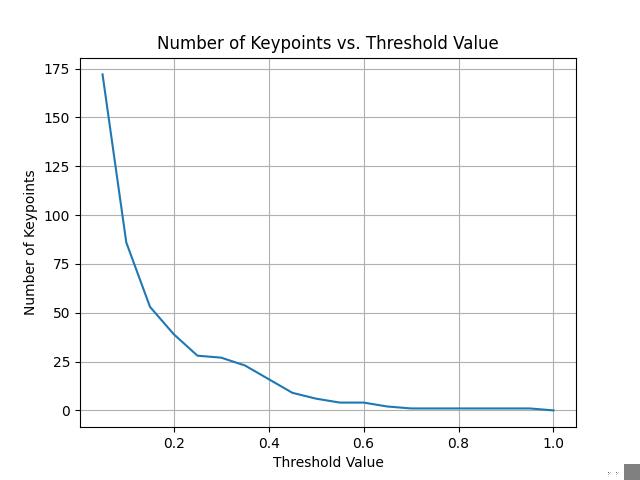 Number of Keypoints vs. Threshold Value
175
150
125
100
75
50
25
0
Number of Keypoints
0.2 0.4 0.6 0.8 1.0
Threshold Value